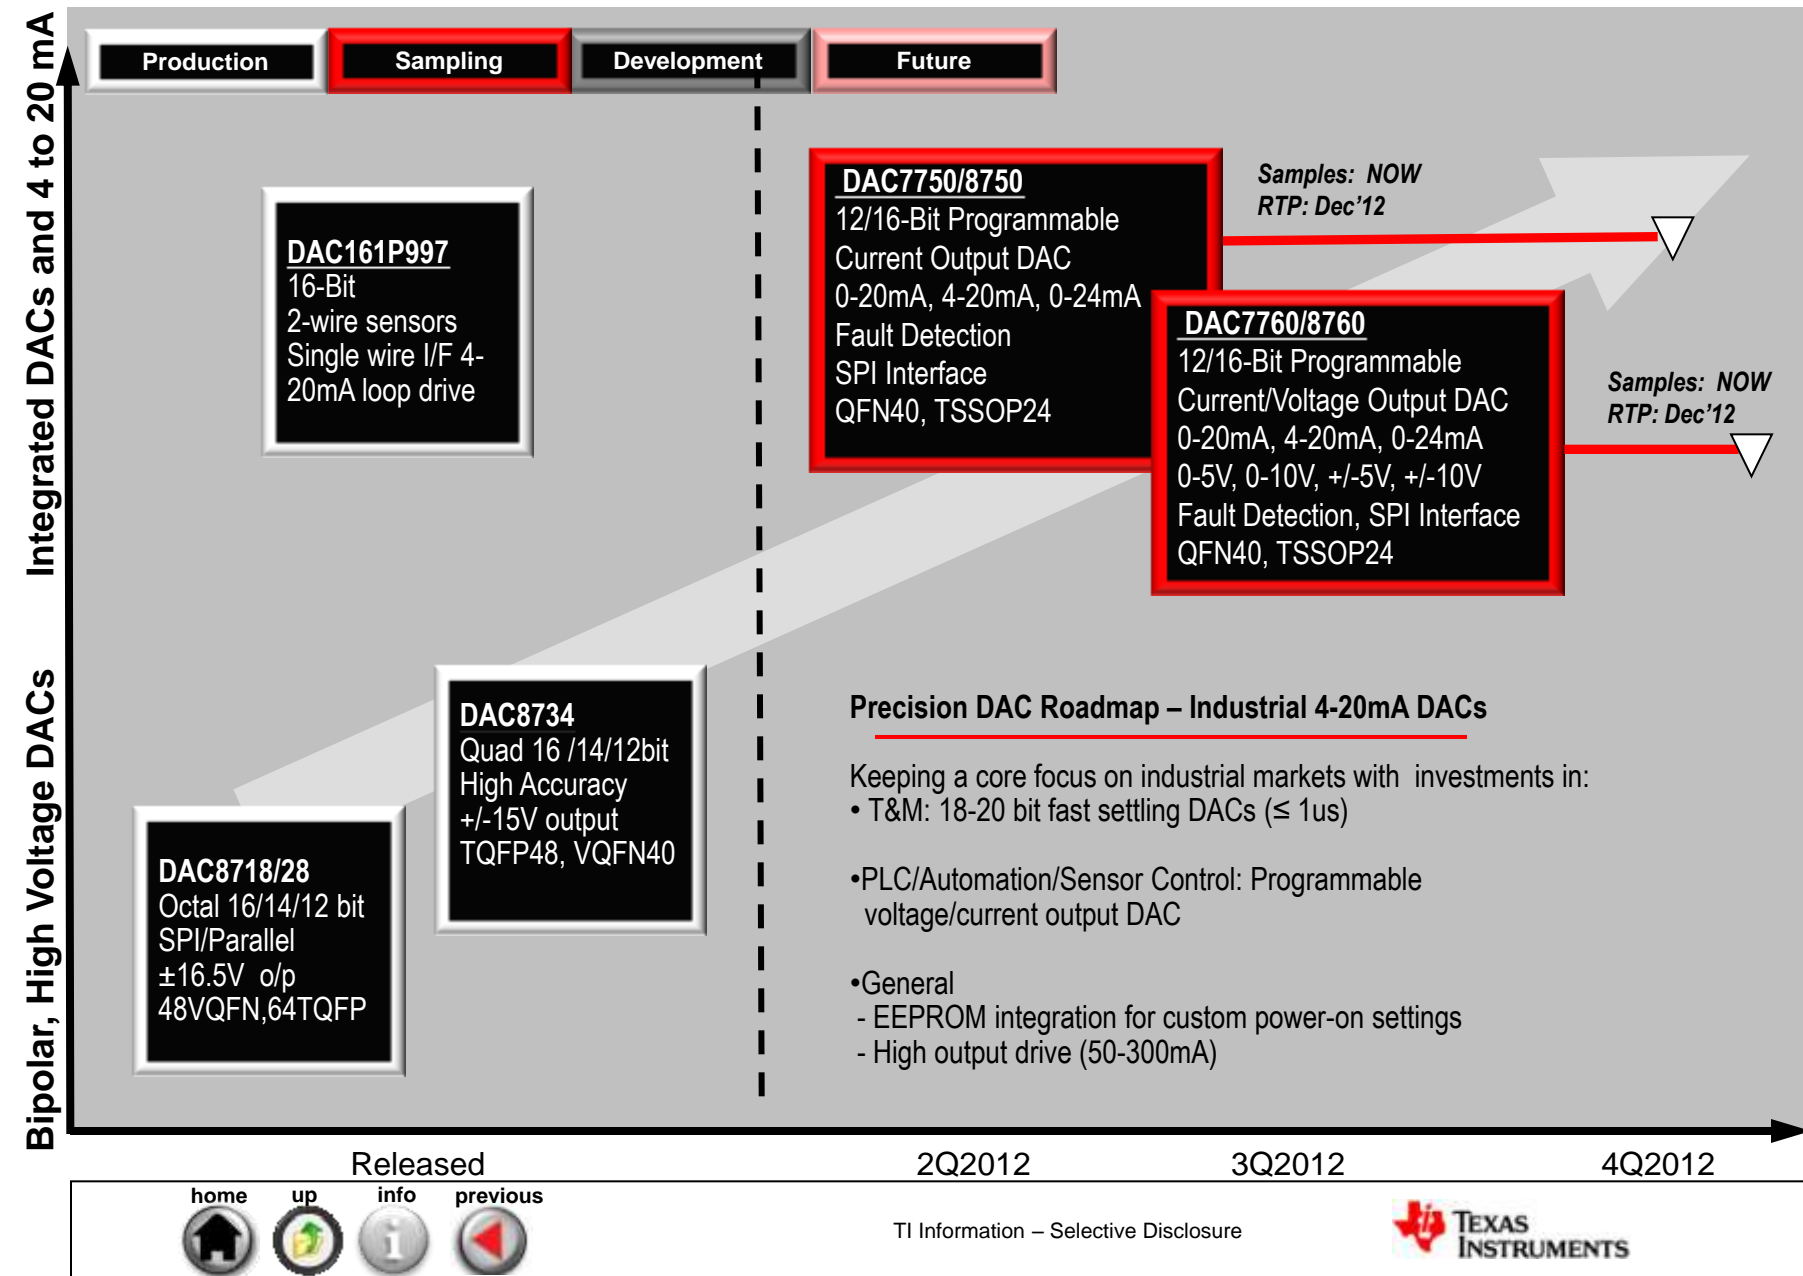 Integrated DACs and 4 to 20 mA
Bipolar, High Voltage DACs
Production
Sampling
Development
Future
DAC161P997
16-Bit
2-wire sensors
Single wire I/F 4-
20mA loop drive
DAC7750/8750
12/16-Bit Programmable
Current Output DAC
0-20mA, 4-20mA, 0-24mA
Fault Detection
SPI Interface
QFN40, TSSOP24
Samples:  NOW
RTP: Dec’12
DAC7760/8760
12/16-Bit Programmable
Current/Voltage Output DAC
0-20mA, 4-20mA, 0-24mA
0-5V, 0-10V, +/-5V, +/-10V
Fault Detection, SPI Interface
QFN40, TSSOP24
Samples:  NOW
RTP: Dec’12
DAC8734
Quad 16 /14/12bit
High Accuracy
+/-15V output
TQFP48, VQFN40
DAC8718/28
Octal 16/14/12 bit
SPI/Parallel
±16.5V  o/p
48VQFN,64TQFP
Precision DAC Roadmap – Industrial 4-20mA DACs
Keeping a core focus on industrial markets with  investments in:
• T&M: 18-20 bit fast settling DACs (≤ 1us)
•PLC/Automation/Sensor Control: Programmable
voltage/current output DAC
•General
- EEPROM integration for custom power-on settings
- High output drive (50-300mA)
Released
2Q2012
3Q2012
4Q2012
home
up
info
previous
TI Information – Selective Disclosure
TEXAS
INSTRUMENTS